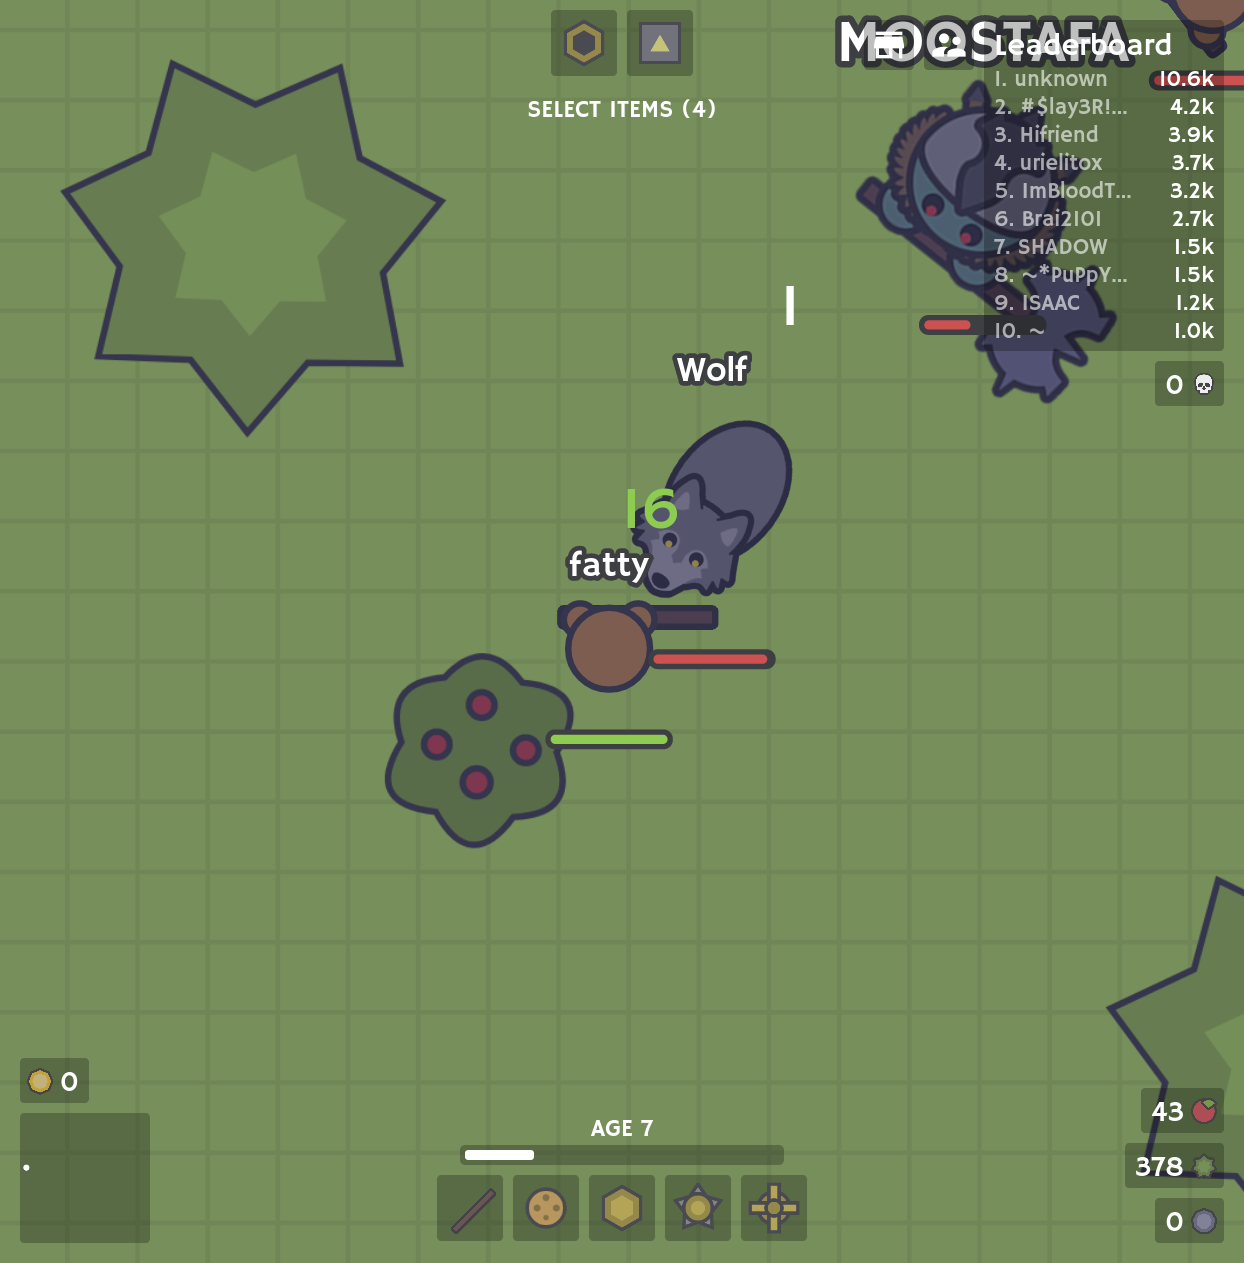 MOOSTAFA
Leaderboard
1. unknown 10.6k
2. #$lay3R!... 4.2k
3. Hifriend 3.9k
4. urielitox 3.7k
5. ImBloodT... 3.2k
6. Brai2101 2.7k
7. SHADOW 1.5k
8. ~*PuPpY... 1.5k
9. ISAAC 1.2k
10. ~ 1.0k
SELECT ITEMS (4)
1
0
Wolf
16
fatty
0
43
AGE 7
378
0